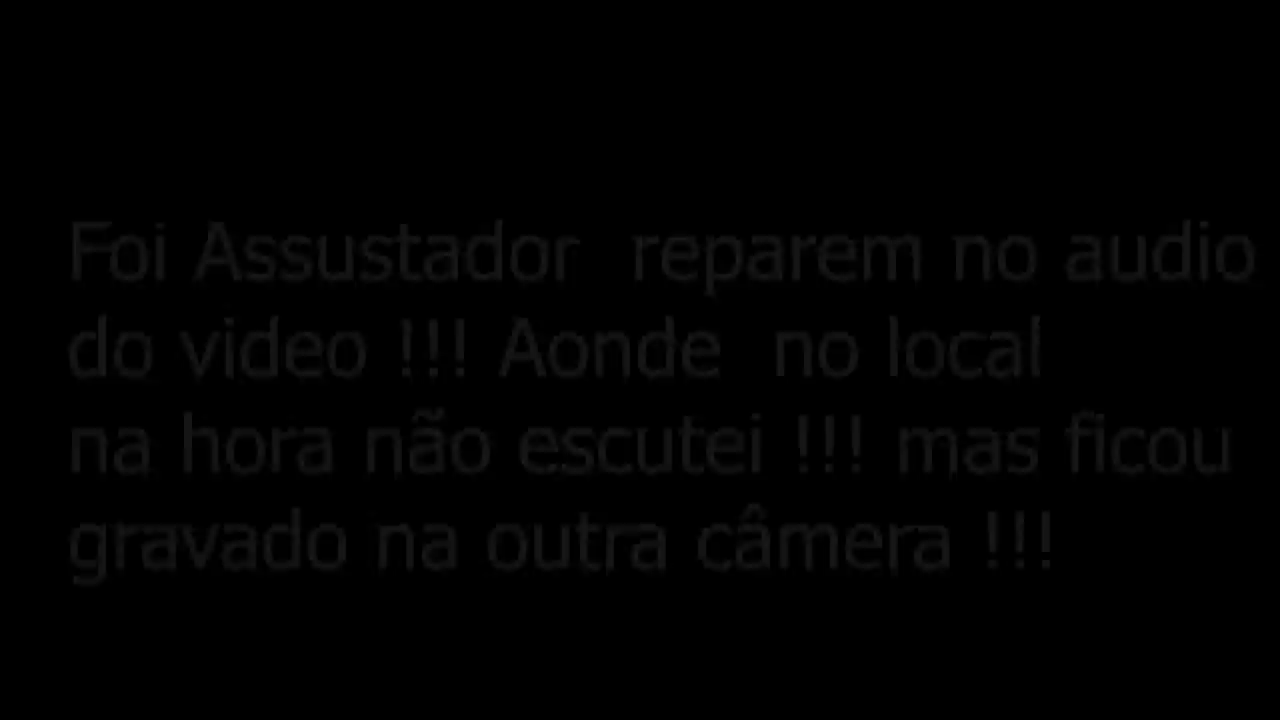 Foi Assustador  reparem no audio
do video !!! Aonde  no local
na hora não escutei !!! mas ficou
gravado na outra câmera !!!